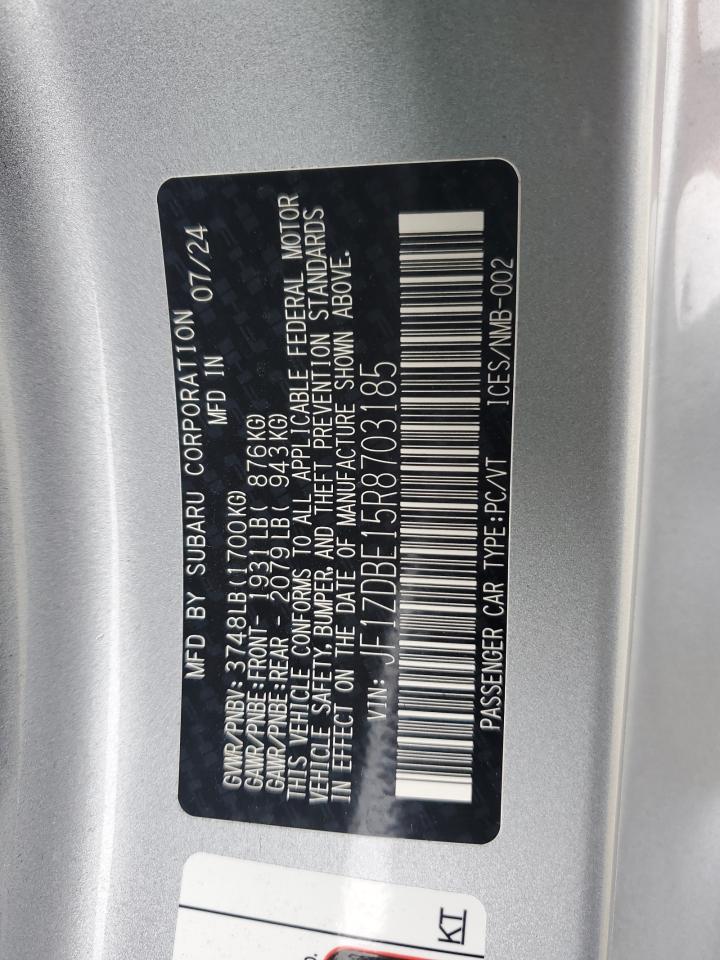 MFD BY SUBARU CORPORATION
MFD IN 07/24
GVWR/PNBV: 3748LB(1700KG)
GAWR/PNBE:FRONT- 1931LB( 876KG)
GAWR/PNBE:REAR - 2079LB( 943KG)
THIS VEHICLE CONFORMS TO ALL APPLICABLE FEDERAL MOTOR
VEHICLE SAFETY, BUMPER, AND THEFT PREVENTION STANDARDS
IN EFFECT ON THE DATE OF MANUFACTURE SHOWN ABOVE.
VIN: JF1ZDBE15R8703185
PASSENGER CAR TYPE:PC/VT ICES/NMB-002
KT